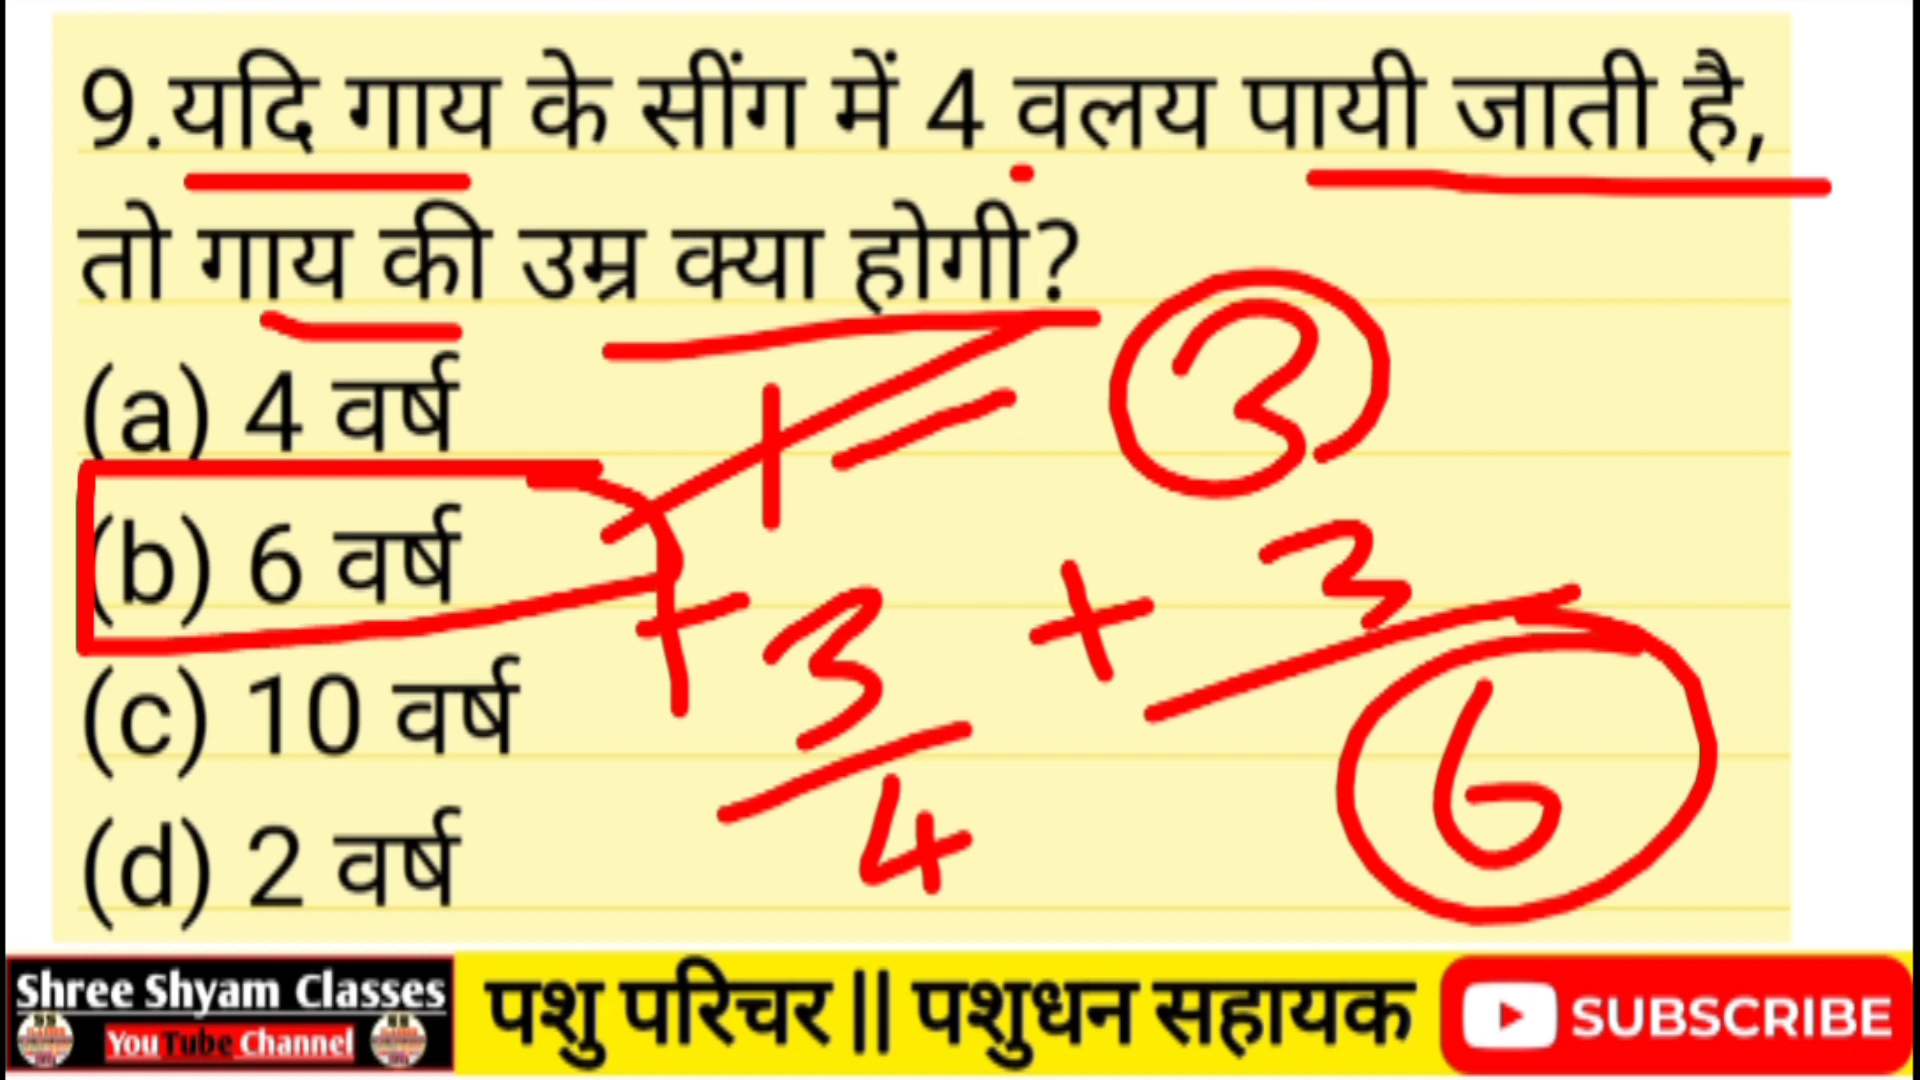 9.यदि गाय के सींग में 4 वलय पायी जाती है,
तो गाय की उम्र क्या होगी?
(a) 4 वर्ष
(b) 6 वर्ष
(c) 10 वर्ष
(d) 2 वर्ष
3
+ 3
4
+ 3
6
Shree Shyam Classes
YouTube Channel
पशु परिचर || पशुधन सहायक
SUBSCRIBE